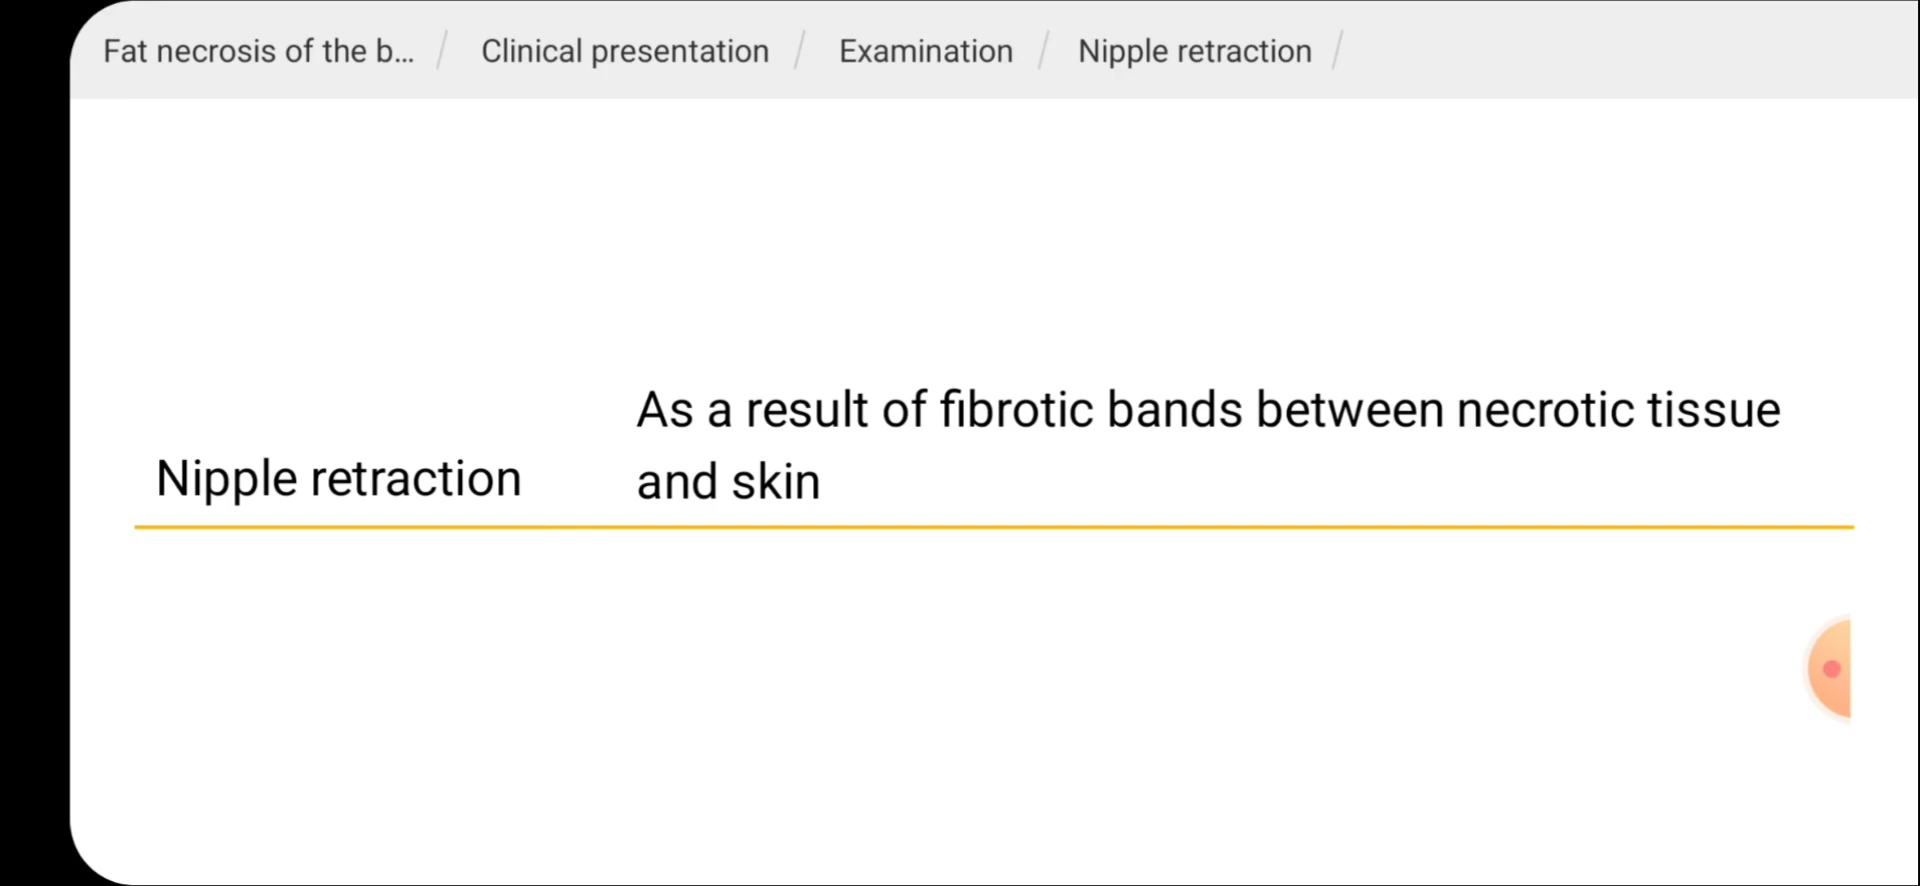 Fat necrosis of the b... / Clinical presentation / Examination / Nipple retraction /
As a result of fibrotic bands between necrotic tissue
Nipple retraction
and skin